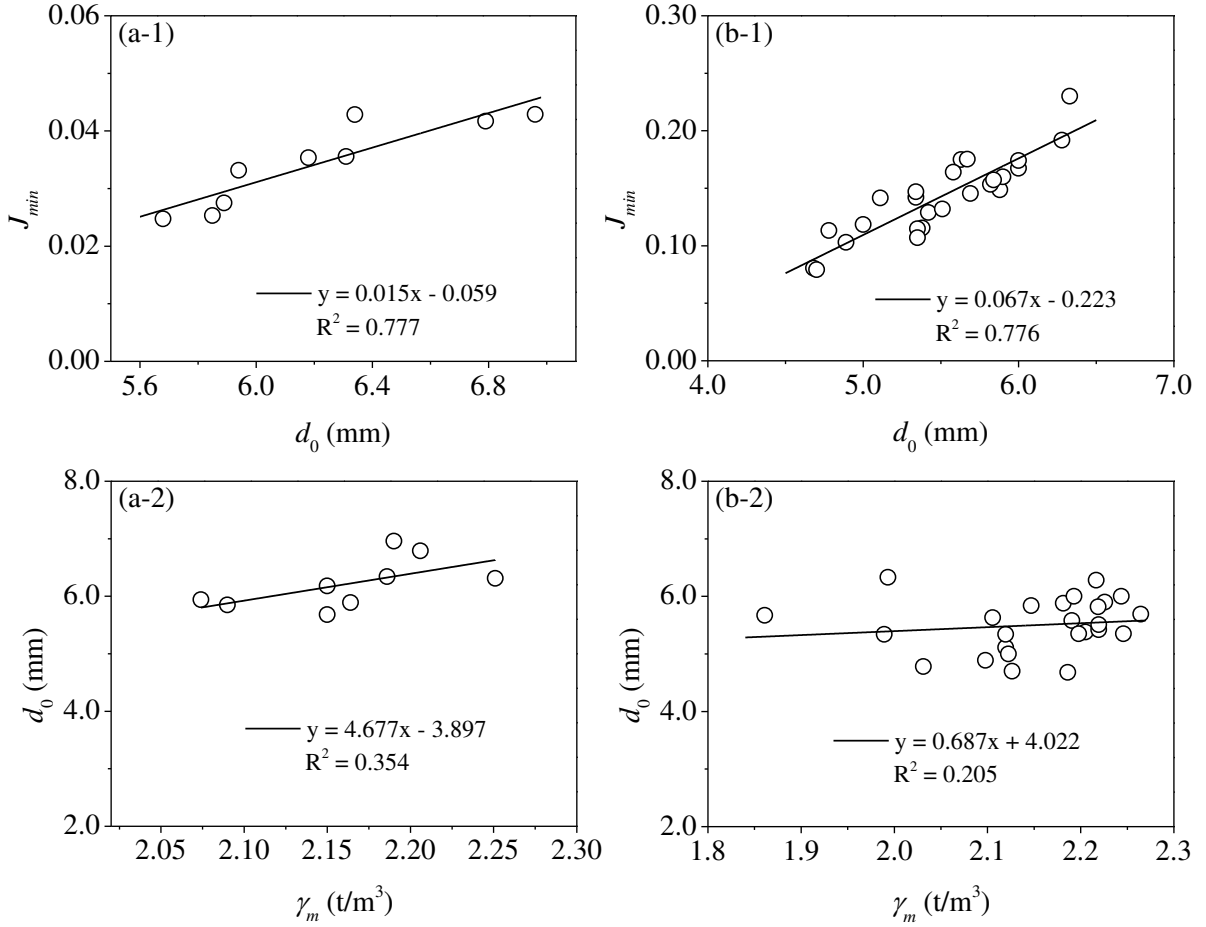 (a-1)
0.06
0.04
0.02
0.00
J_min
y = 0.015x - 0.059
R² = 0.777
5.6 6.0 6.4 6.8
d₀ (mm)
(b-1)
0.30
0.20
0.10
0.00
J_min
y = 0.067x - 0.223
R² = 0.776
4.0 5.0 6.0 7.0
d₀ (mm)
(a-2)
8.0
6.0
4.0
2.0
d₀ (mm)
y = 4.677x - 3.897
R² = 0.354
2.05 2.10 2.15 2.20 2.25 2.30
γ_m (t/m³)
(b-2)
8.0
6.0
4.0
2.0
d₀ (mm)
y = 0.687x + 4.022
R² = 0.205
1.8 1.9 2.0 2.1 2.2 2.3
γ_m (t/m³)